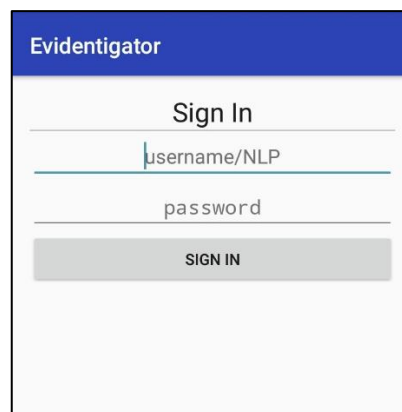 Evidentigator
Sign In
username/NLP
password
SIGN IN